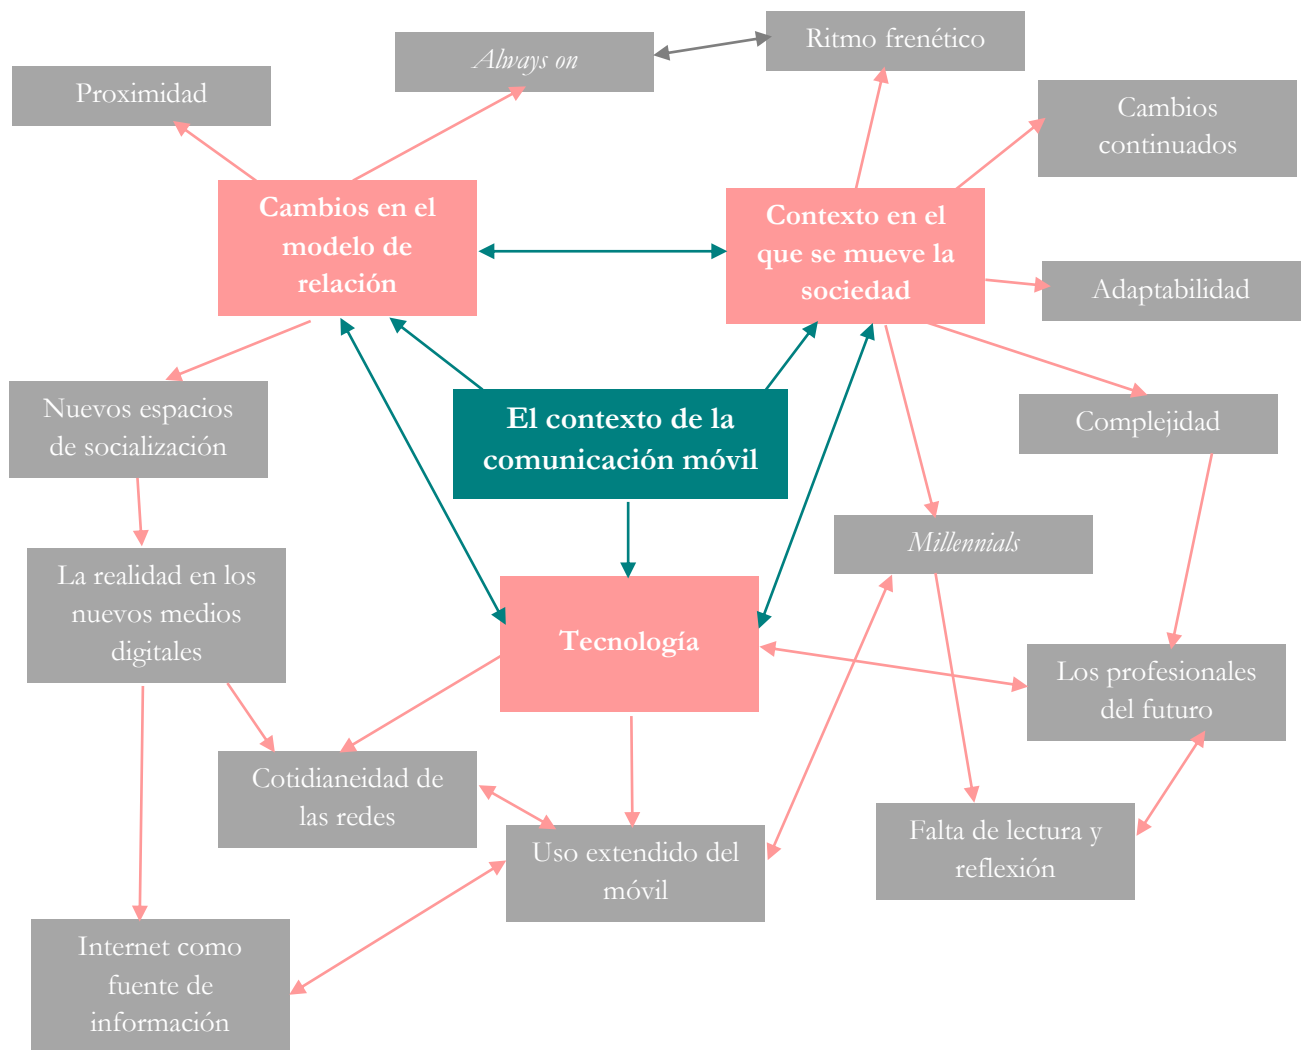 Ritmo frenético
Always on
Proximidad
Cambios
continuados
Cambios en el
modelo de
relación
Contexto en el
que se mueve la
sociedad
Adaptabilidad
Nuevos espacios
de socialización
El contexto de la
comunicación móvil
Complejidad
Millennials
La realidad en los
nuevos medios
digitales
Tecnología
Los profesionales
del futuro
Cotidianeidad de
las redes
Uso extendido del
móvil
Falta de lectura y
reflexión
Internet como
fuente de
información